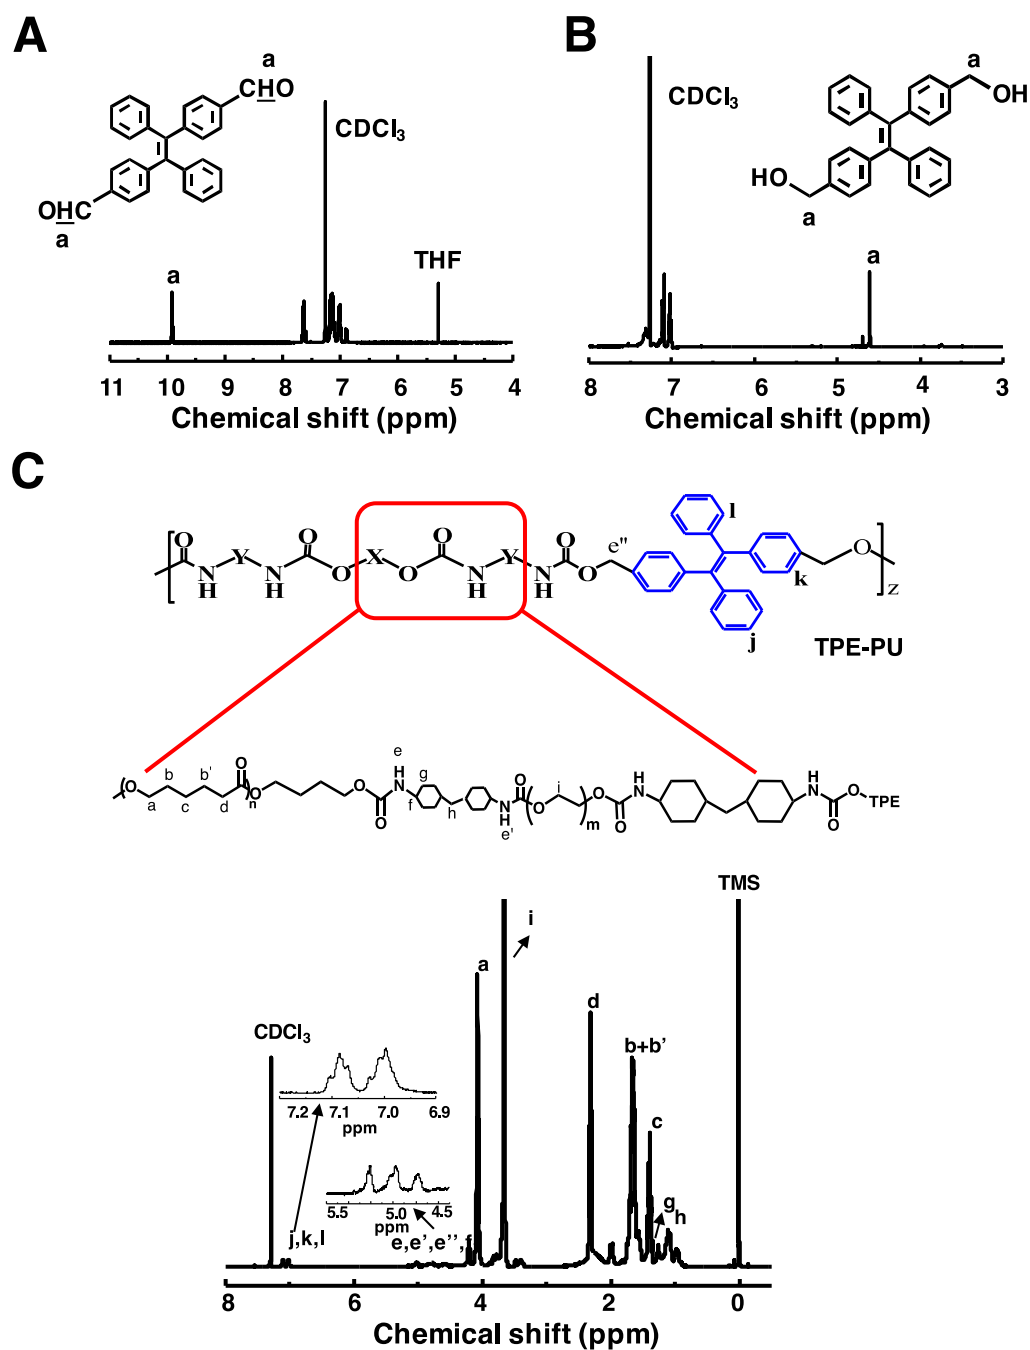 A
B
a
CHO
CDCl3
OHC
a
THF
a
11 10 9 8 7 6 5 4
Chemical shift (ppm)
a
OH
CDCl3
HO
a
a
8 7 6 5 4 3
Chemical shift (ppm)
C
O N H Y N H O O X O O N H Y N H O O e'' O z
l
k
j
TPE-PU
O a b c b' d O n O O O e H N f g h N H e' O O i O m O O N H H N O O TPE
TMS
i
a
d
CDCl3
b+b'
c
7.2 7.1 7.0 6.9
ppm
g
h
5.5 5.0 4.5
ppm
j,k,l
e,e',e'',f
8 6 4 2 0
Chemical shift (ppm)